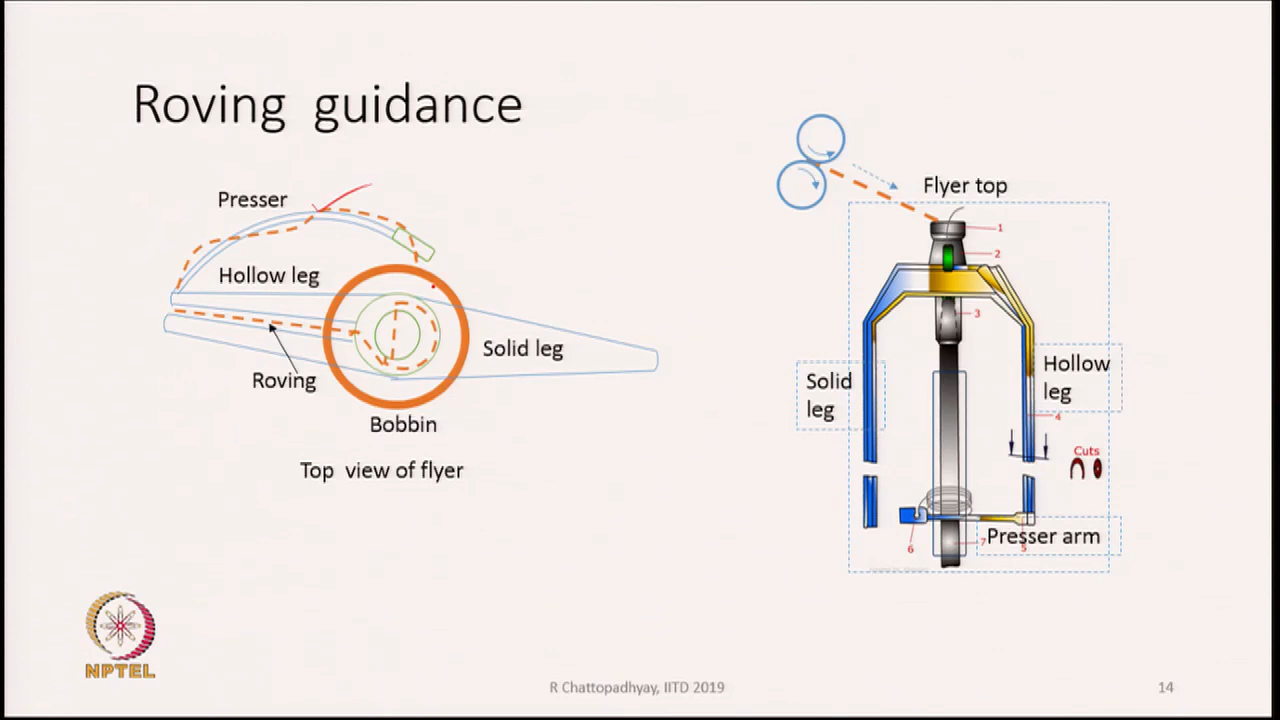 Roving guidance
Presser
Hollow leg
Roving
Bobbin
Solid leg
Top view of flyer
Flyer top
1
2
3
Solid
leg
Hollow
leg
4
Cuts
Presser arm
5
6
7
NPTEL
R Chattopadhyay, IITD 2019
14